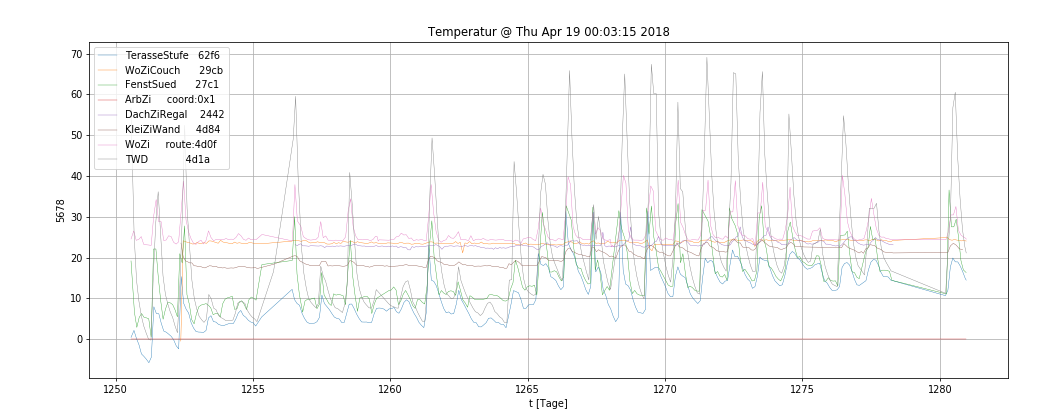 Temperatur @ Thu Apr 19 00:03:15 2018
70
60
50
40
30
20
10
0
5678
TerasseStufe 62f6
WoZiCouch 29cb
FenstSued 27c1
ArbZi coord:0x1
DachZiRegal 2442
KleiZiWand 4d84
WoZi route:4d0f
TWD 4d1a
1250 1255 1260 1265 1270 1275 1280
t [Tage]